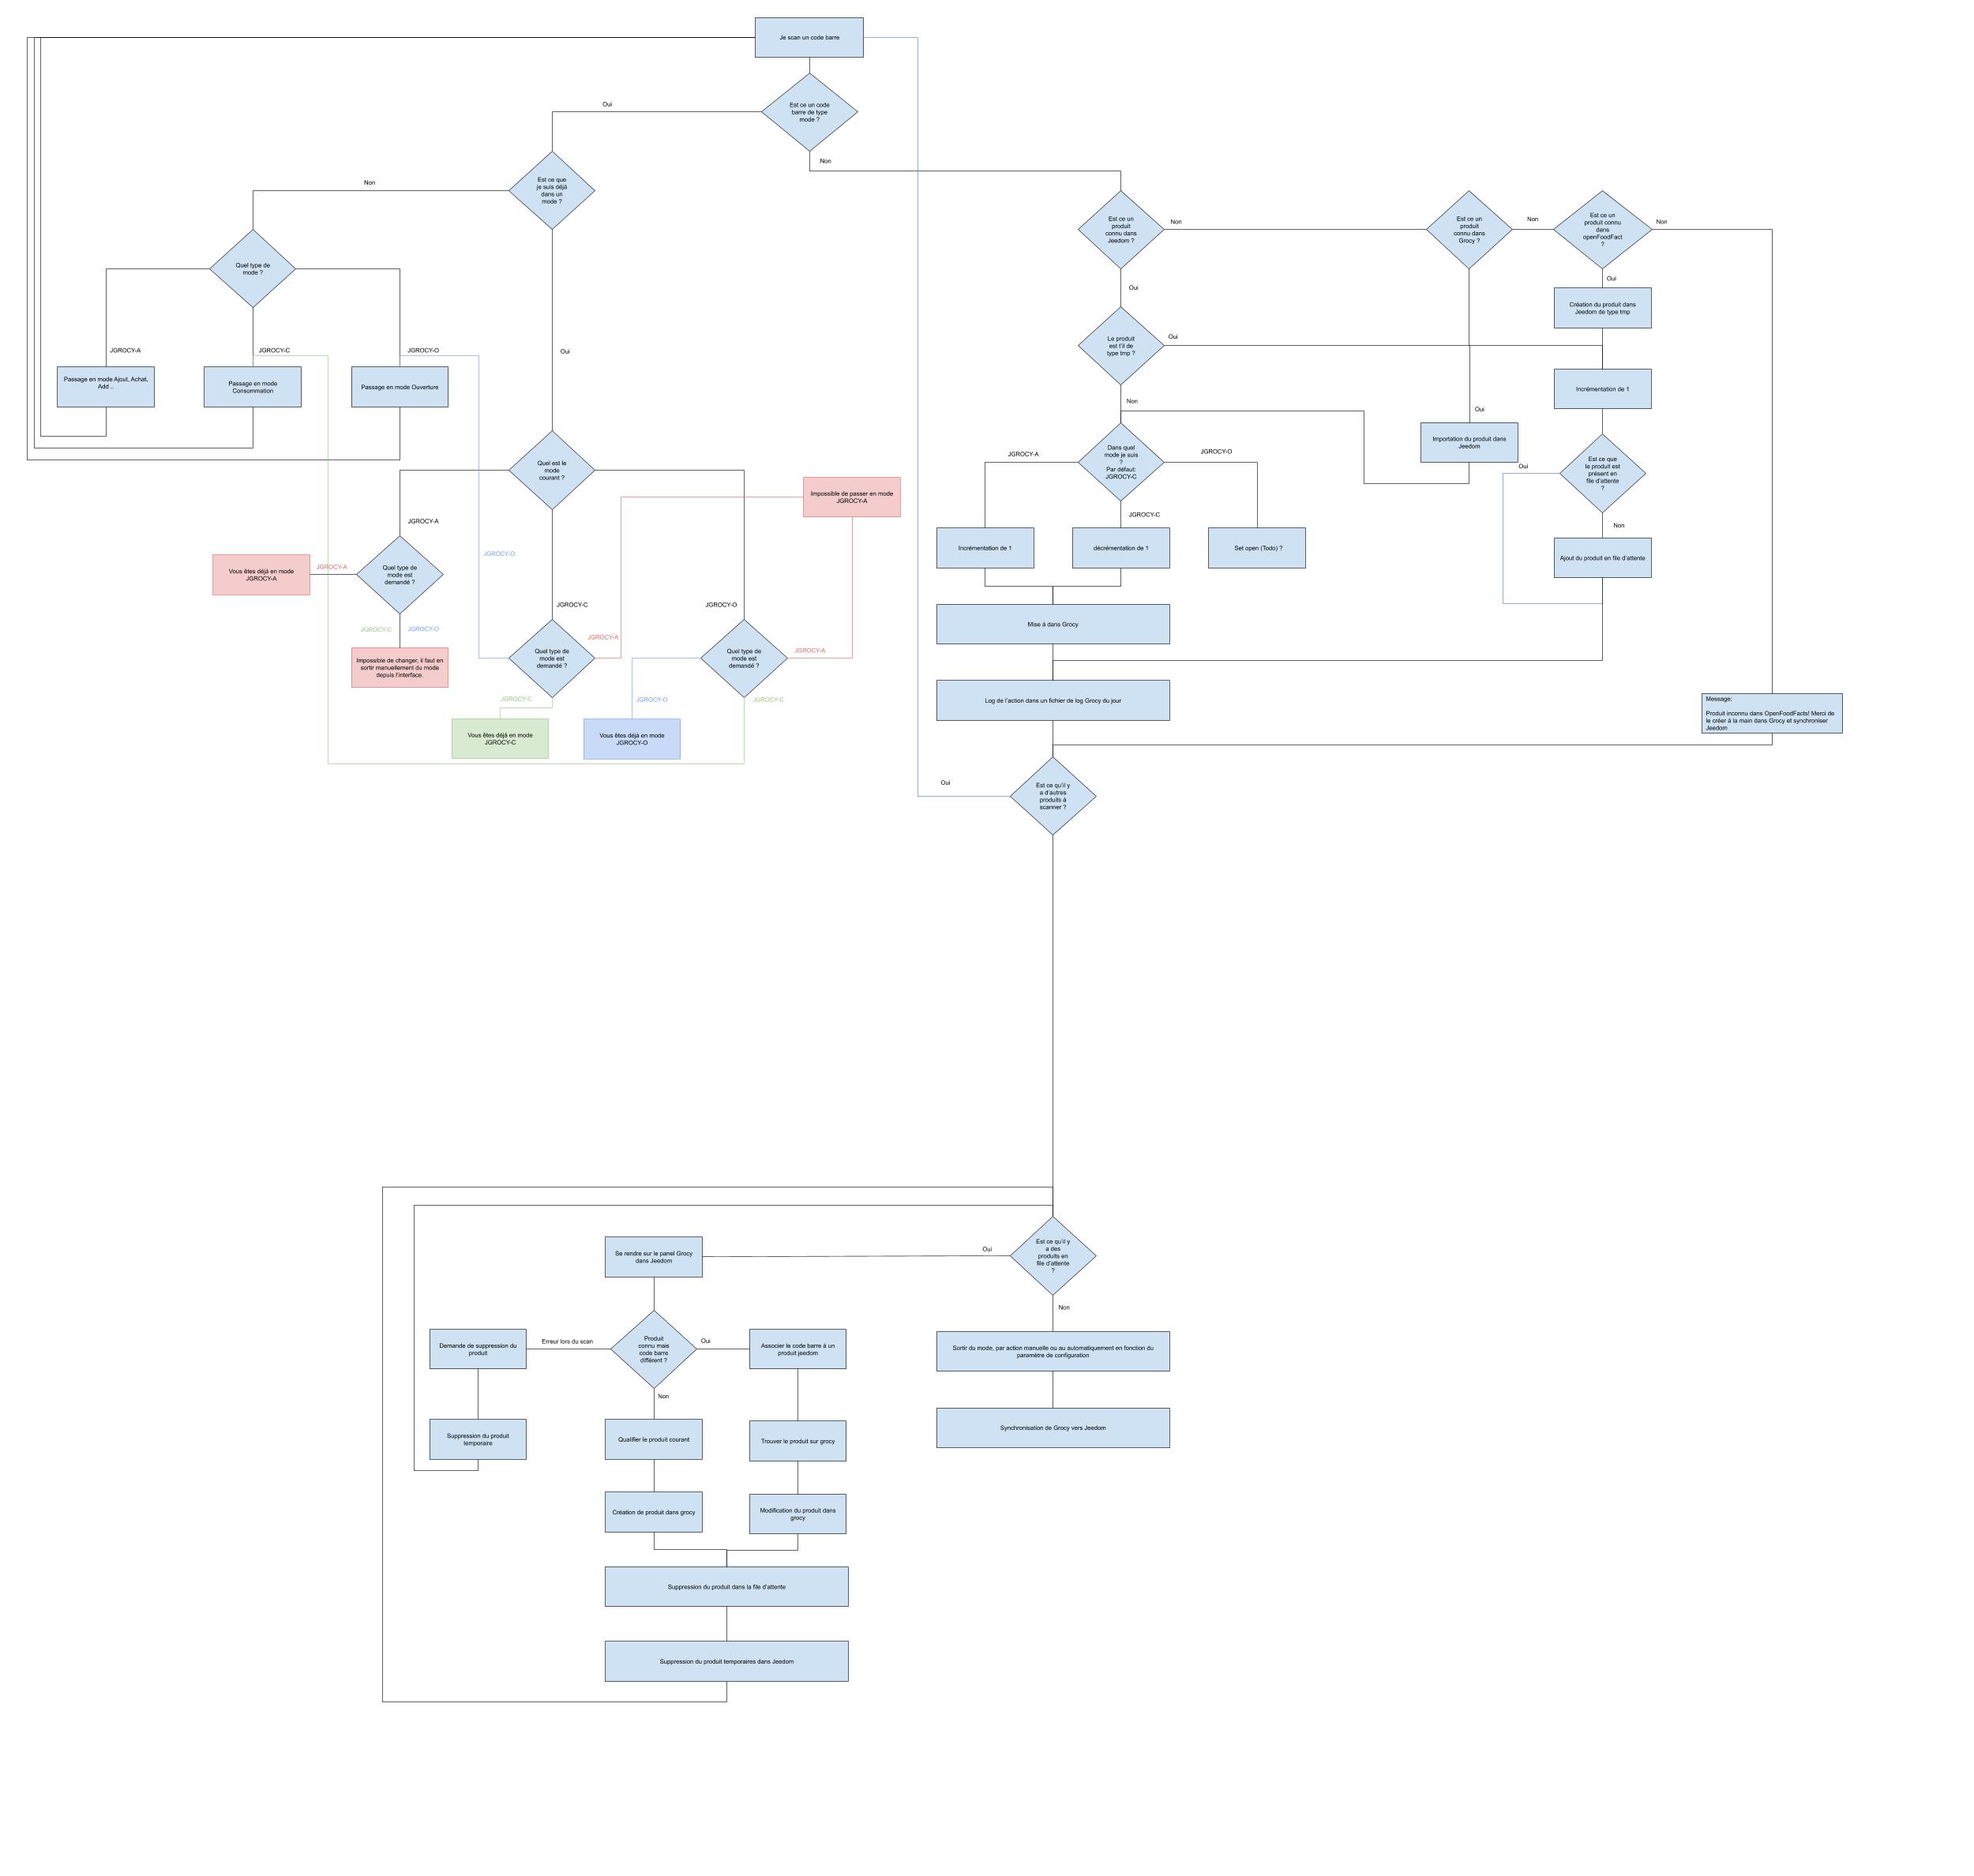 Je scan un code barre
Est ce un code
barre de type
mode ?
Oui
Non
Est ce que
je suis déjà
dans un
mode ?
Non
Oui
Quel type de
mode ?
JGROCY-A
JGROCY-C
JGROCY-O
Passage en mode Ajout, Achat,
Add ..
Passage en mode
Consommation
Passage en mode Ouverture
Quel est le
mode
courant ?
JGROCY-A
JGROCY-C
JGROCY-O
Impossible de passer en mode
JGROCY-A
JGROCY-O
Vous êtes déjà en mode
JGROCY-A
JGROCY-A
Quel type de
mode est
demandé ?
JGROCY-C
JGROCY-O
Impossible de changer, il faut en
sortir manuellement du mode
depuis l'interface.
Quel type de
mode est
demandé ?
JGROCY-A
JGROCY-C
Vous êtes déjà en mode
JGROCY-C
Quel type de
mode est
demandé ?
JGROCY-A
JGROCY-O
JGROCY-C
Vous êtes déjà en mode
JGROCY-O
Est ce un
produit
connu dans
Jeedom ?
Non
Oui
Est ce un
produit
connu dans
Grocy ?
Non
Oui
Est ce un
produit connu
dans
openFoodFact
?
Non
Oui
Création du produit dans
Jeedom de type tmp
Le produit
est t'il de
type tmp ?
Oui
Non
Incrémentation de 1
Importation du produit dans
Jeedom
Dans quel
mode je suis
?
Par défaut:
JGROCY-C
JGROCY-A
JGROCY-O
JGROCY-C
Est ce que
le produit est
présent en
file d'attente
?
Oui
Non
Incrémentation de 1
décrémentation de 1
Set open (Todo) ?
Ajout du produit en file d'attente
Mise à dans Grocy
Log de l'action dans un fichier de log Grocy du jour
Message:
Produit inconnu dans OpenFoodFacts! Merci de
le créer à la main dans Grocy et synchroniser
Jeedom
Est ce qu'il y
a d'autres
produits à
scanner ?
Oui
Est ce qu'il y
a des
produits en
file d'attente
?
Oui
Non
Se rendre sur le panel Grocy
dans Jeedom
Produit
connu mais
code barre
différent ?
Erreur lors du scan
Oui
Non
Demande de suppression du
produit
Associer le code barre à un
produit jeedom
Sortir du mode, par action manuelle ou au automatiquement en fonction du
paramètre de configuration
Suppression du produit
temporaire
Qualifier le produit courant
Trouver le produit sur grocy
Synchronisation de Grocy vers Jeedom
Création de produit dans grocy
Modification du produit dans
grocy
Suppression du produit dans la file d'attente
Suppression du produit temporaires dans Jeedom